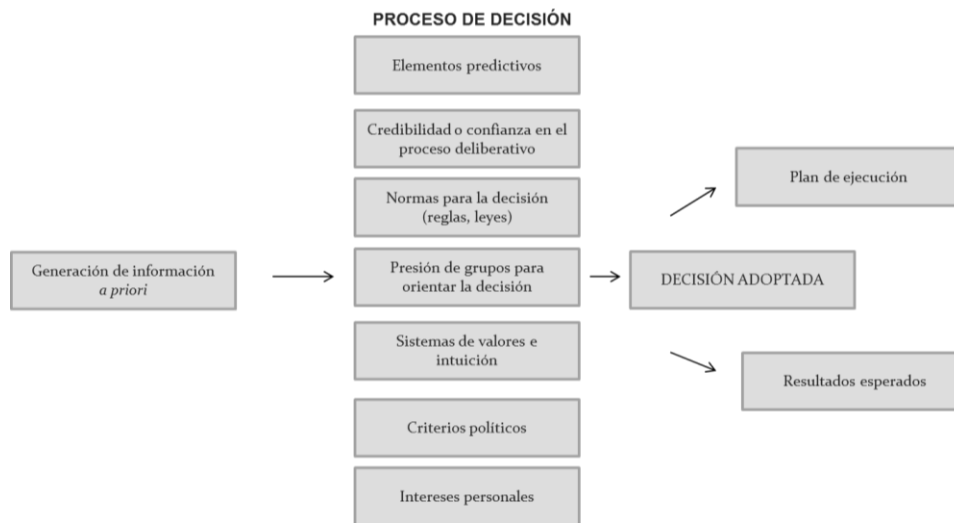 PROCESO DE DECISIÓN
Elementos predictivos
Credibilidad o confianza en el
proceso deliberativo
Normas para la decisión
(reglas, leyes)
Generación de información
a priori
Presión de grupos para
orientar la decisión
Sistemas de valores e
intuición
Criterios políticos
Intereses personales
DECISIÓN ADOPTADA
Plan de ejecución
Resultados esperados